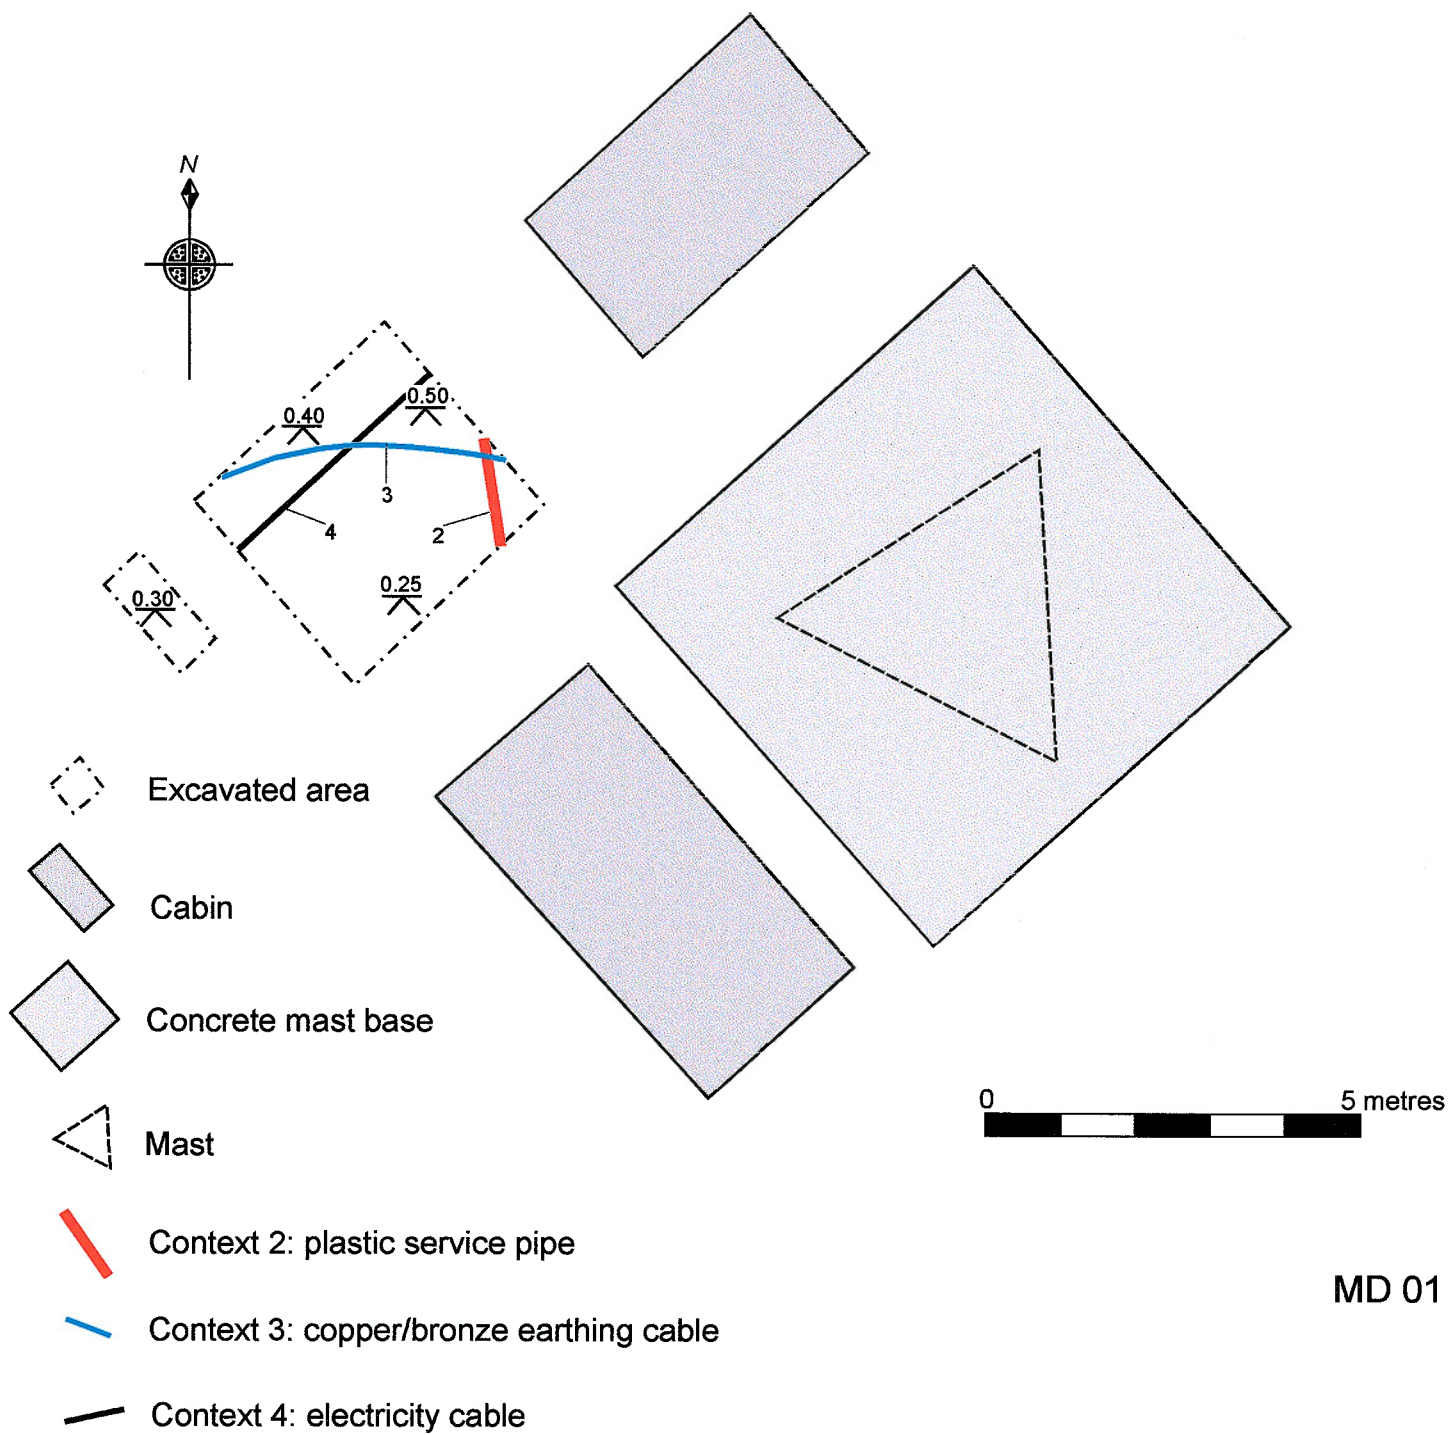 N
0.40
0.50
3
4
2
0.25
0.30
Excavated area
Cabin
Concrete mast base
0 5 metres
Mast
Context 2: plastic service pipe
MD 01
Context 3: copper/bronze earthing cable
Context 4: electricity cable